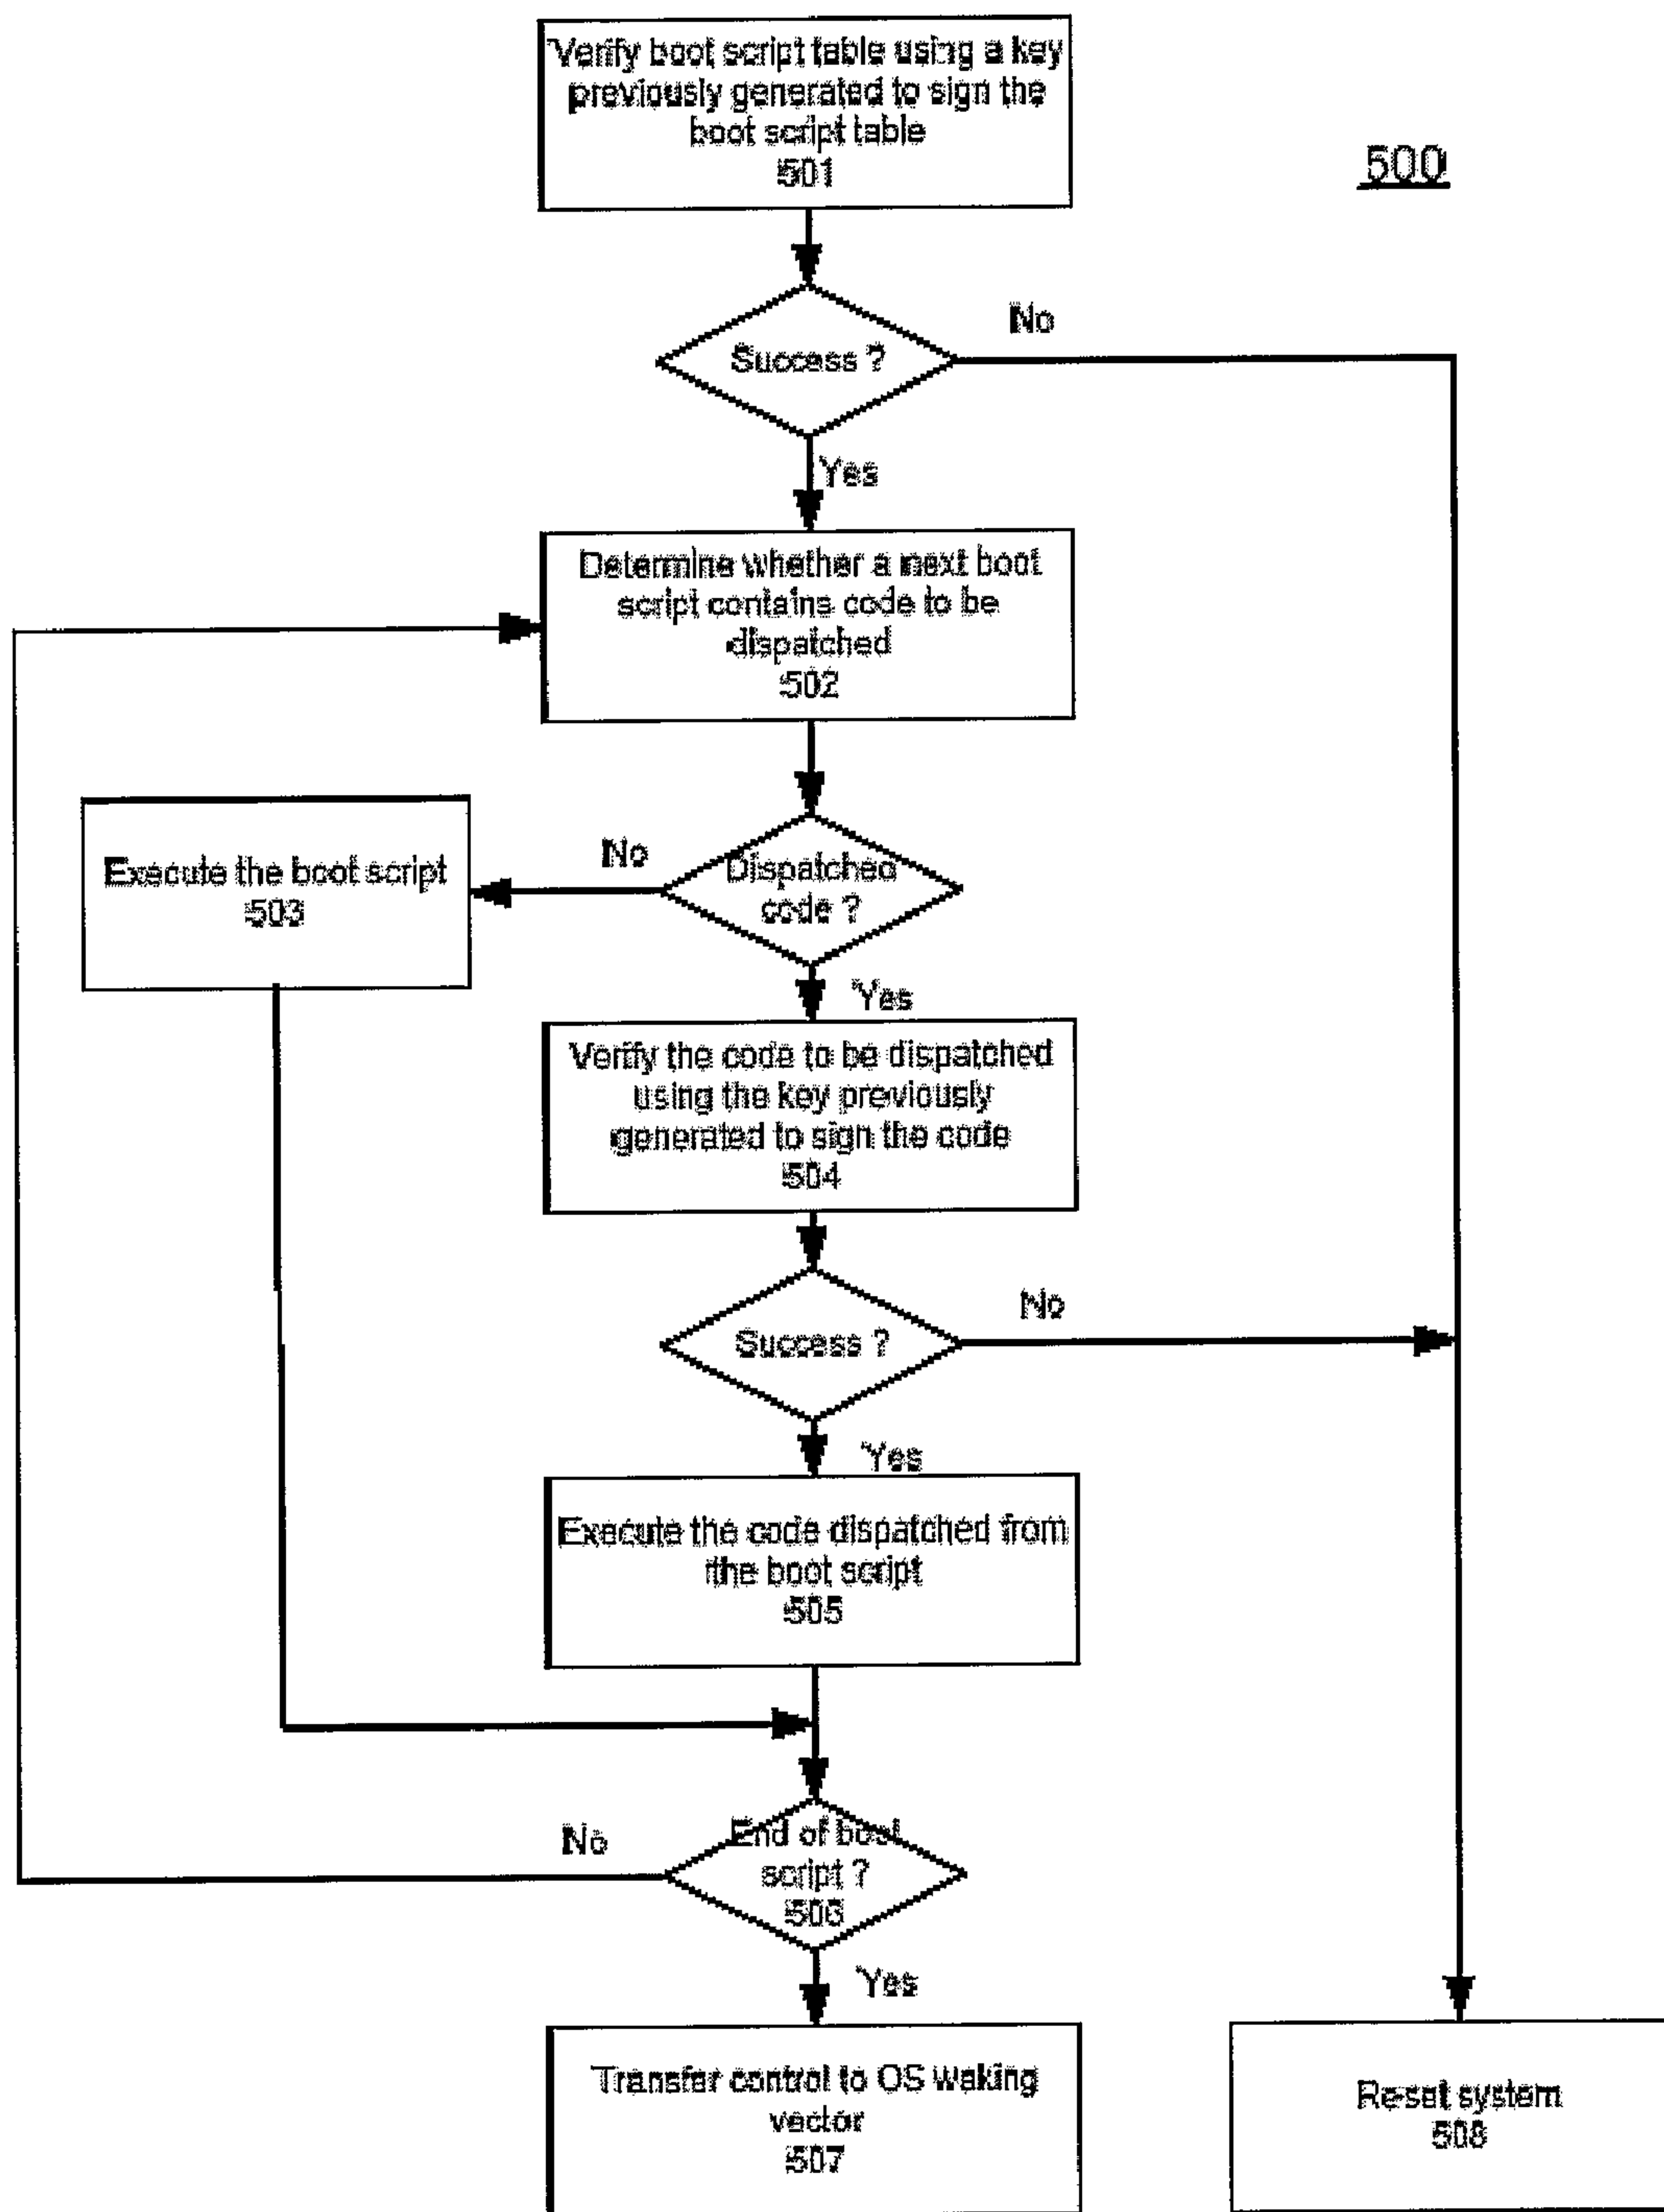 Verify boot script table using a key
previously generated to sign the
boot script table
501
500
Success ?
No
Yes
Determine whether a next boot
script contains code to be
dispatched
502
Execute the boot script
503
No
Dispatched
code ?
Yes
Verify the code to be dispatched
using the key previously
generated to sign the code
504
Success ?
No
Yes
Execute the code dispatched from
the boot script
505
No
End of boot
script ?
506
Yes
Transfer control to OS waking
vector
507
Re-set system
508